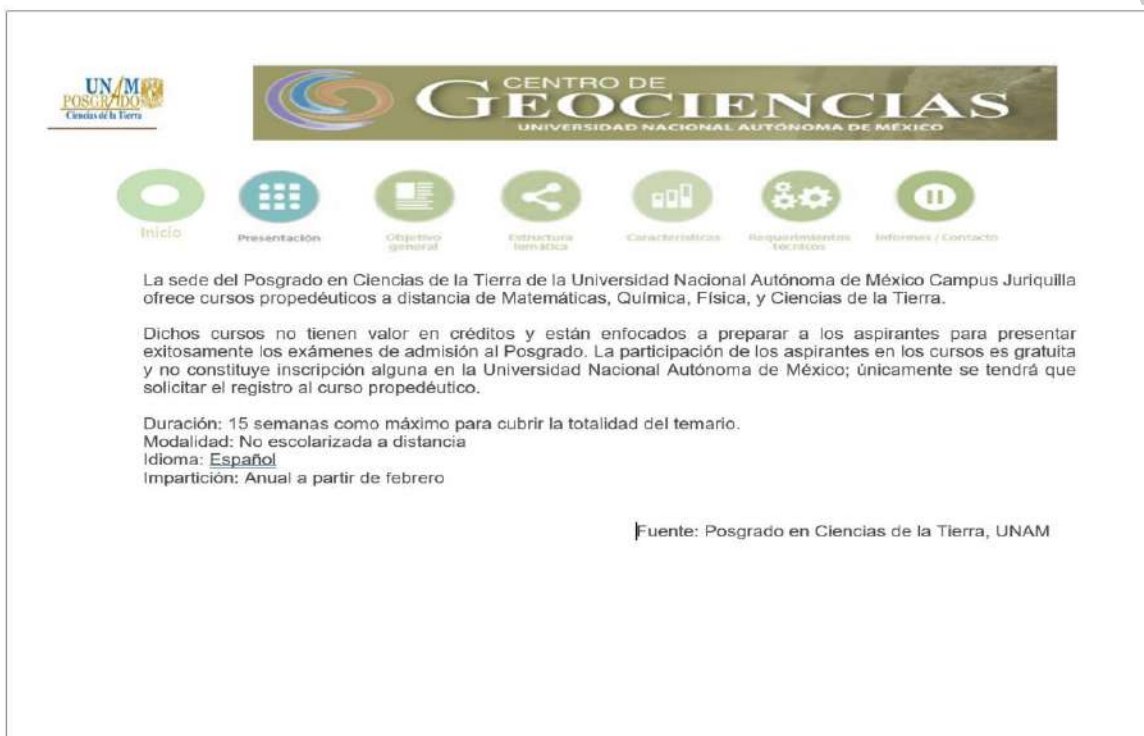 UNAM
POSGRADO
Ciencias de la Tierra
CENTRO DE
GEOCIENCIAS
UNIVERSIDAD NACIONAL AUTÓNOMA DE MÉXICO
Inicio
Presentación
Objetivo
general
Estructura
temática
Características
Requerimientos
técnicos
Informes / Contacto
La sede del Posgrado en Ciencias de la Tierra de la Universidad Nacional Autónoma de México Campus Juriquilla
ofrece cursos propedéuticos a distancia de Matemáticas, Química, Física, y Ciencias de la Tierra.
Dichos cursos no tienen valor en créditos y están enfocados a preparar a los aspirantes para presentar
exitosamente los exámenes de admisión al Posgrado. La participación de los aspirantes en los cursos es gratuita
y no constituye inscripción alguna en la Universidad Nacional Autónoma de México; únicamente se tendrá que
solicitar el registro al curso propedéutico.
Duración: 15 semanas como máximo para cubrir la totalidad del temario.
Modalidad: No escolarizada a distancia
Idioma: Español
Impartición: Anual a partir de febrero
Fuente: Posgrado en Ciencias de la Tierra, UNAM